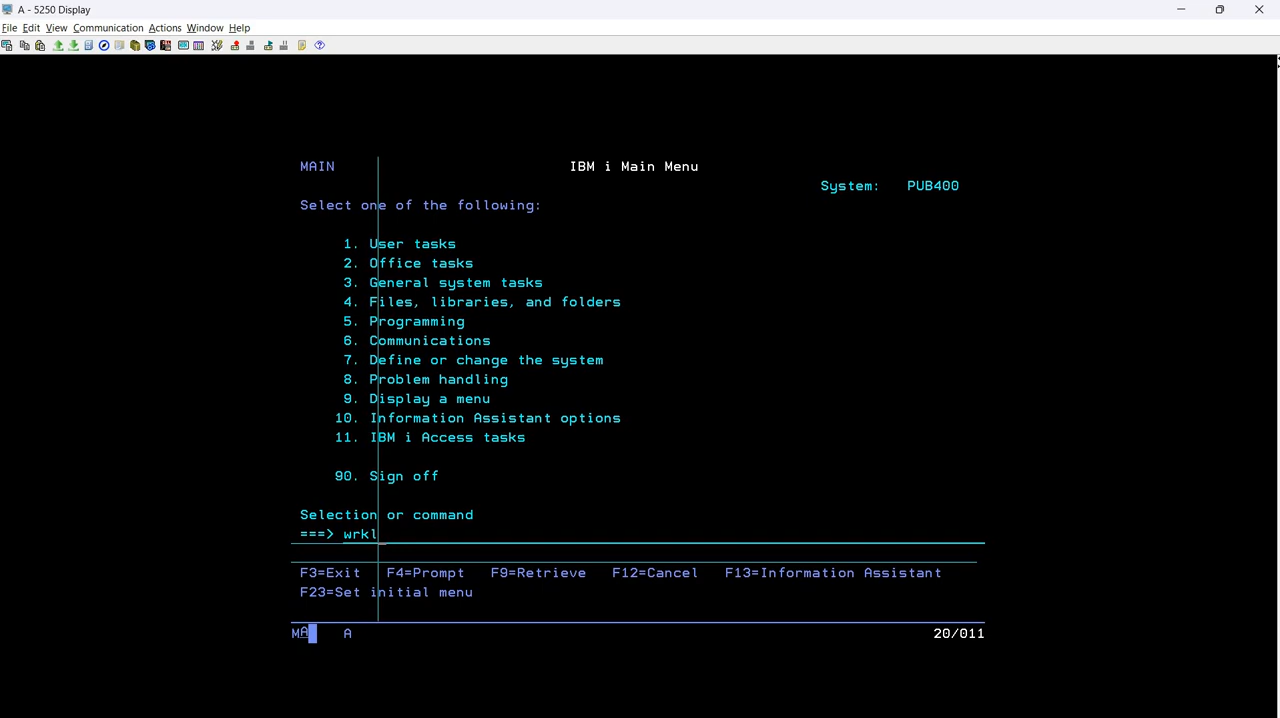 A - 5250 Display
File Edit View Communication Actions Window Help
MAIN IBM i Main Menu
System: PUB400
Select one of the following:
1. User tasks
2. Office tasks
3. General system tasks
4. Files, libraries, and folders
5. Programming
6. Communications
7. Define or change the system
8. Problem handling
9. Display a menu
10. Information Assistant options
11. IBM i Access tasks
90. Sign off
Selection or command
===> wrkl
F3=Exit F4=Prompt F9=Retrieve F12=Cancel F13=Information Assistant
F23=Set initial menu
MA A 20/011